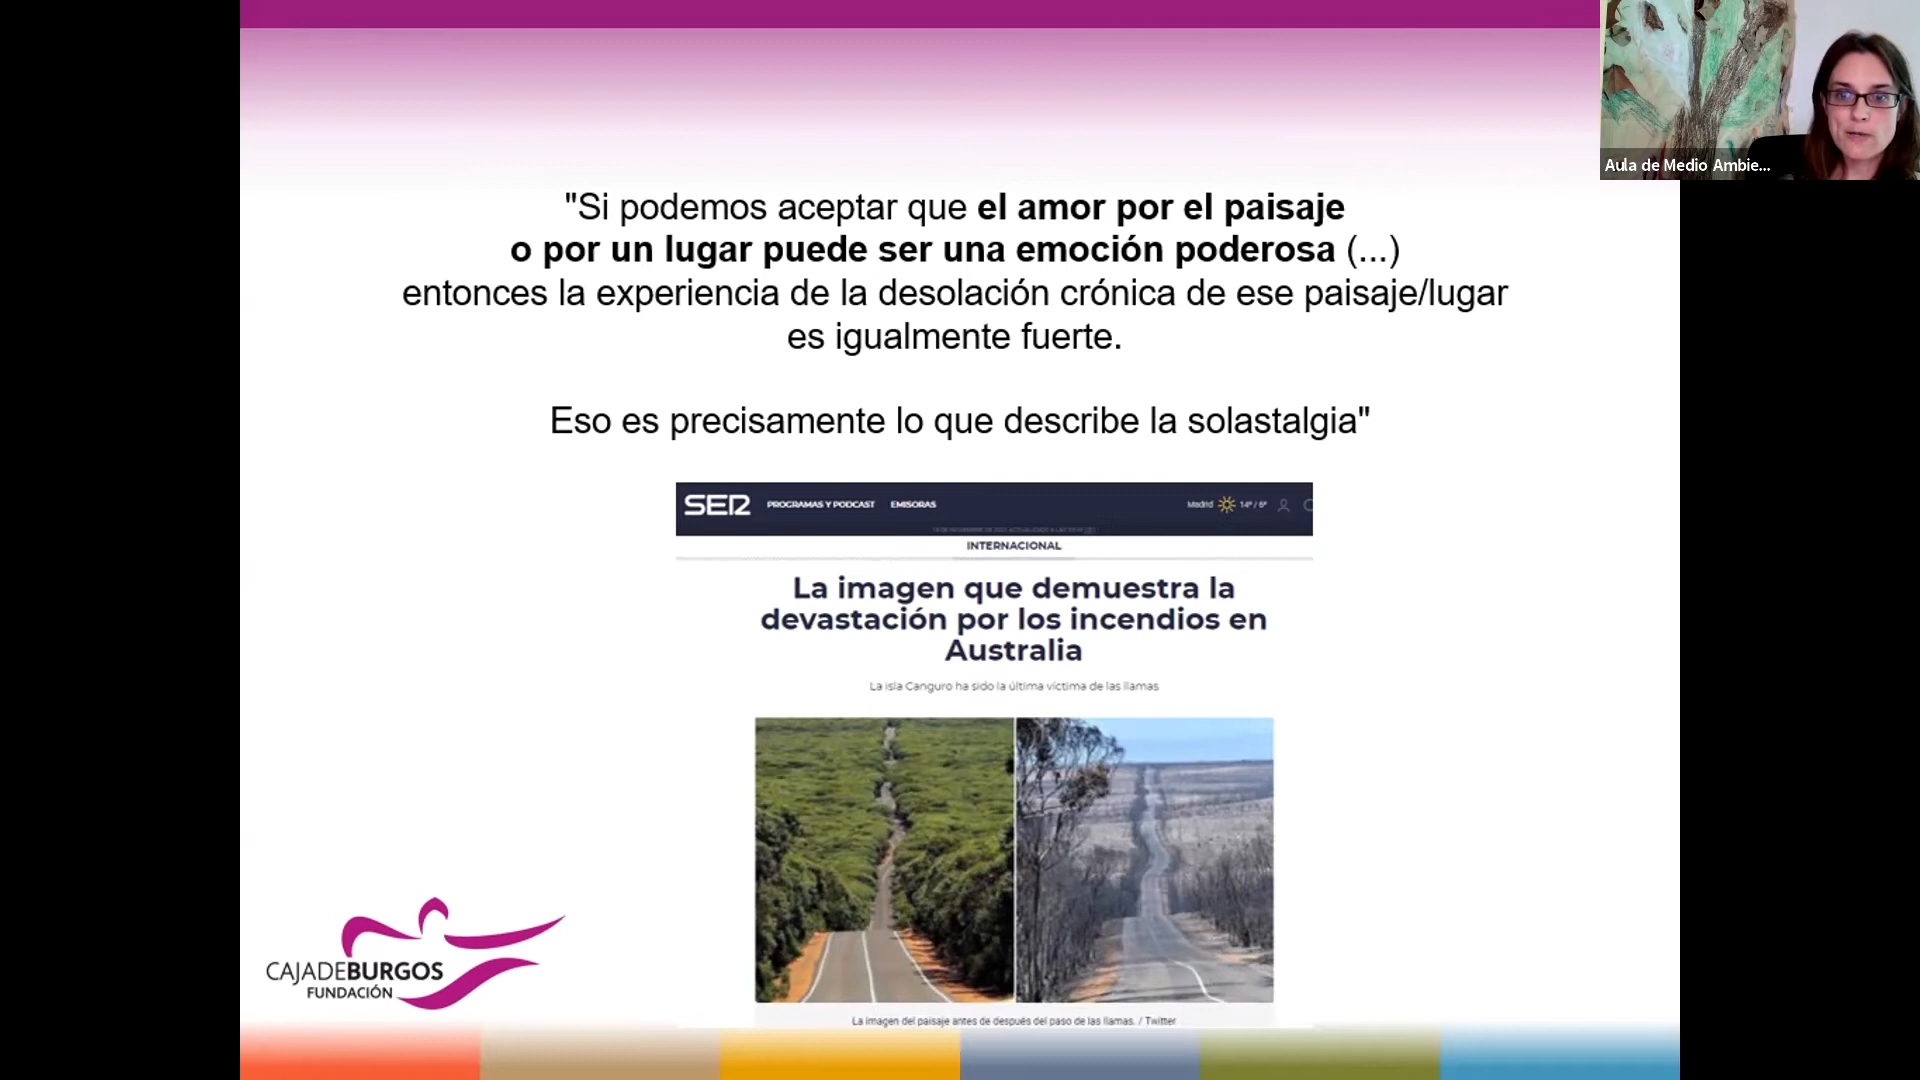 Aula de Medio Ambie...
"Si podemos aceptar que el amor por el paisaje
o por un lugar puede ser una emoción poderosa (...)
entonces la experiencia de la desolación crónica de ese paisaje/lugar
es igualmente fuerte.
Eso es precisamente lo que describe la solastalgia"
SER PROGRAMAS Y PODCAST EMISORAS Madrid 14º / 6º
INTERNACIONAL
La imagen que demuestra la
devastación por los incendios en
Australia
La isla Canguro ha sido la última víctima de las llamas
La imagen del paisaje antes de después del paso de las llamas. / Twitter
CAJADEBURGOS
FUNDACIÓN